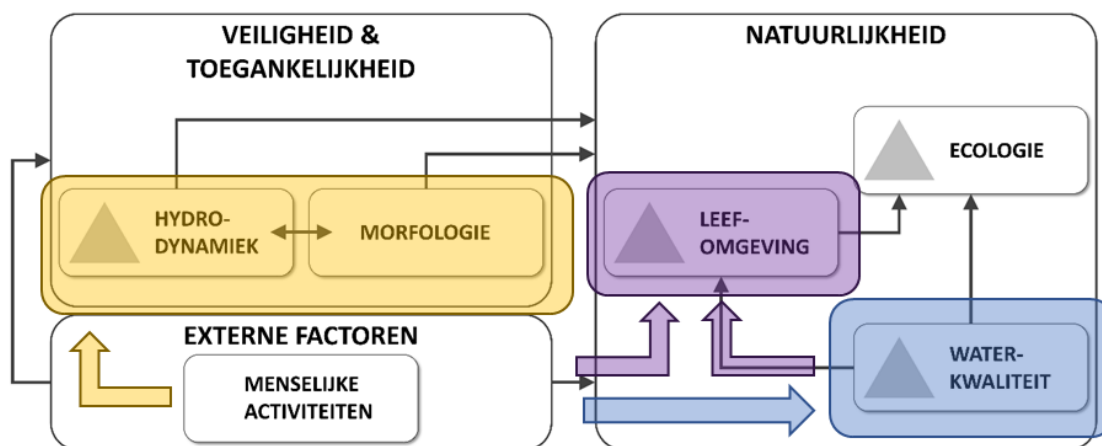 VEILIGHEID &
TOEGANKELIJKHEID
HYDRO-
DYNAMIEK
MORFOLOGIE
EXTERNE FACTOREN
MENSELIJKE
ACTIVITEITEN
NATUURLIJKHEID
ECOLOGIE
LEEF-
OMGEVING
WATER-
KWALITEIT